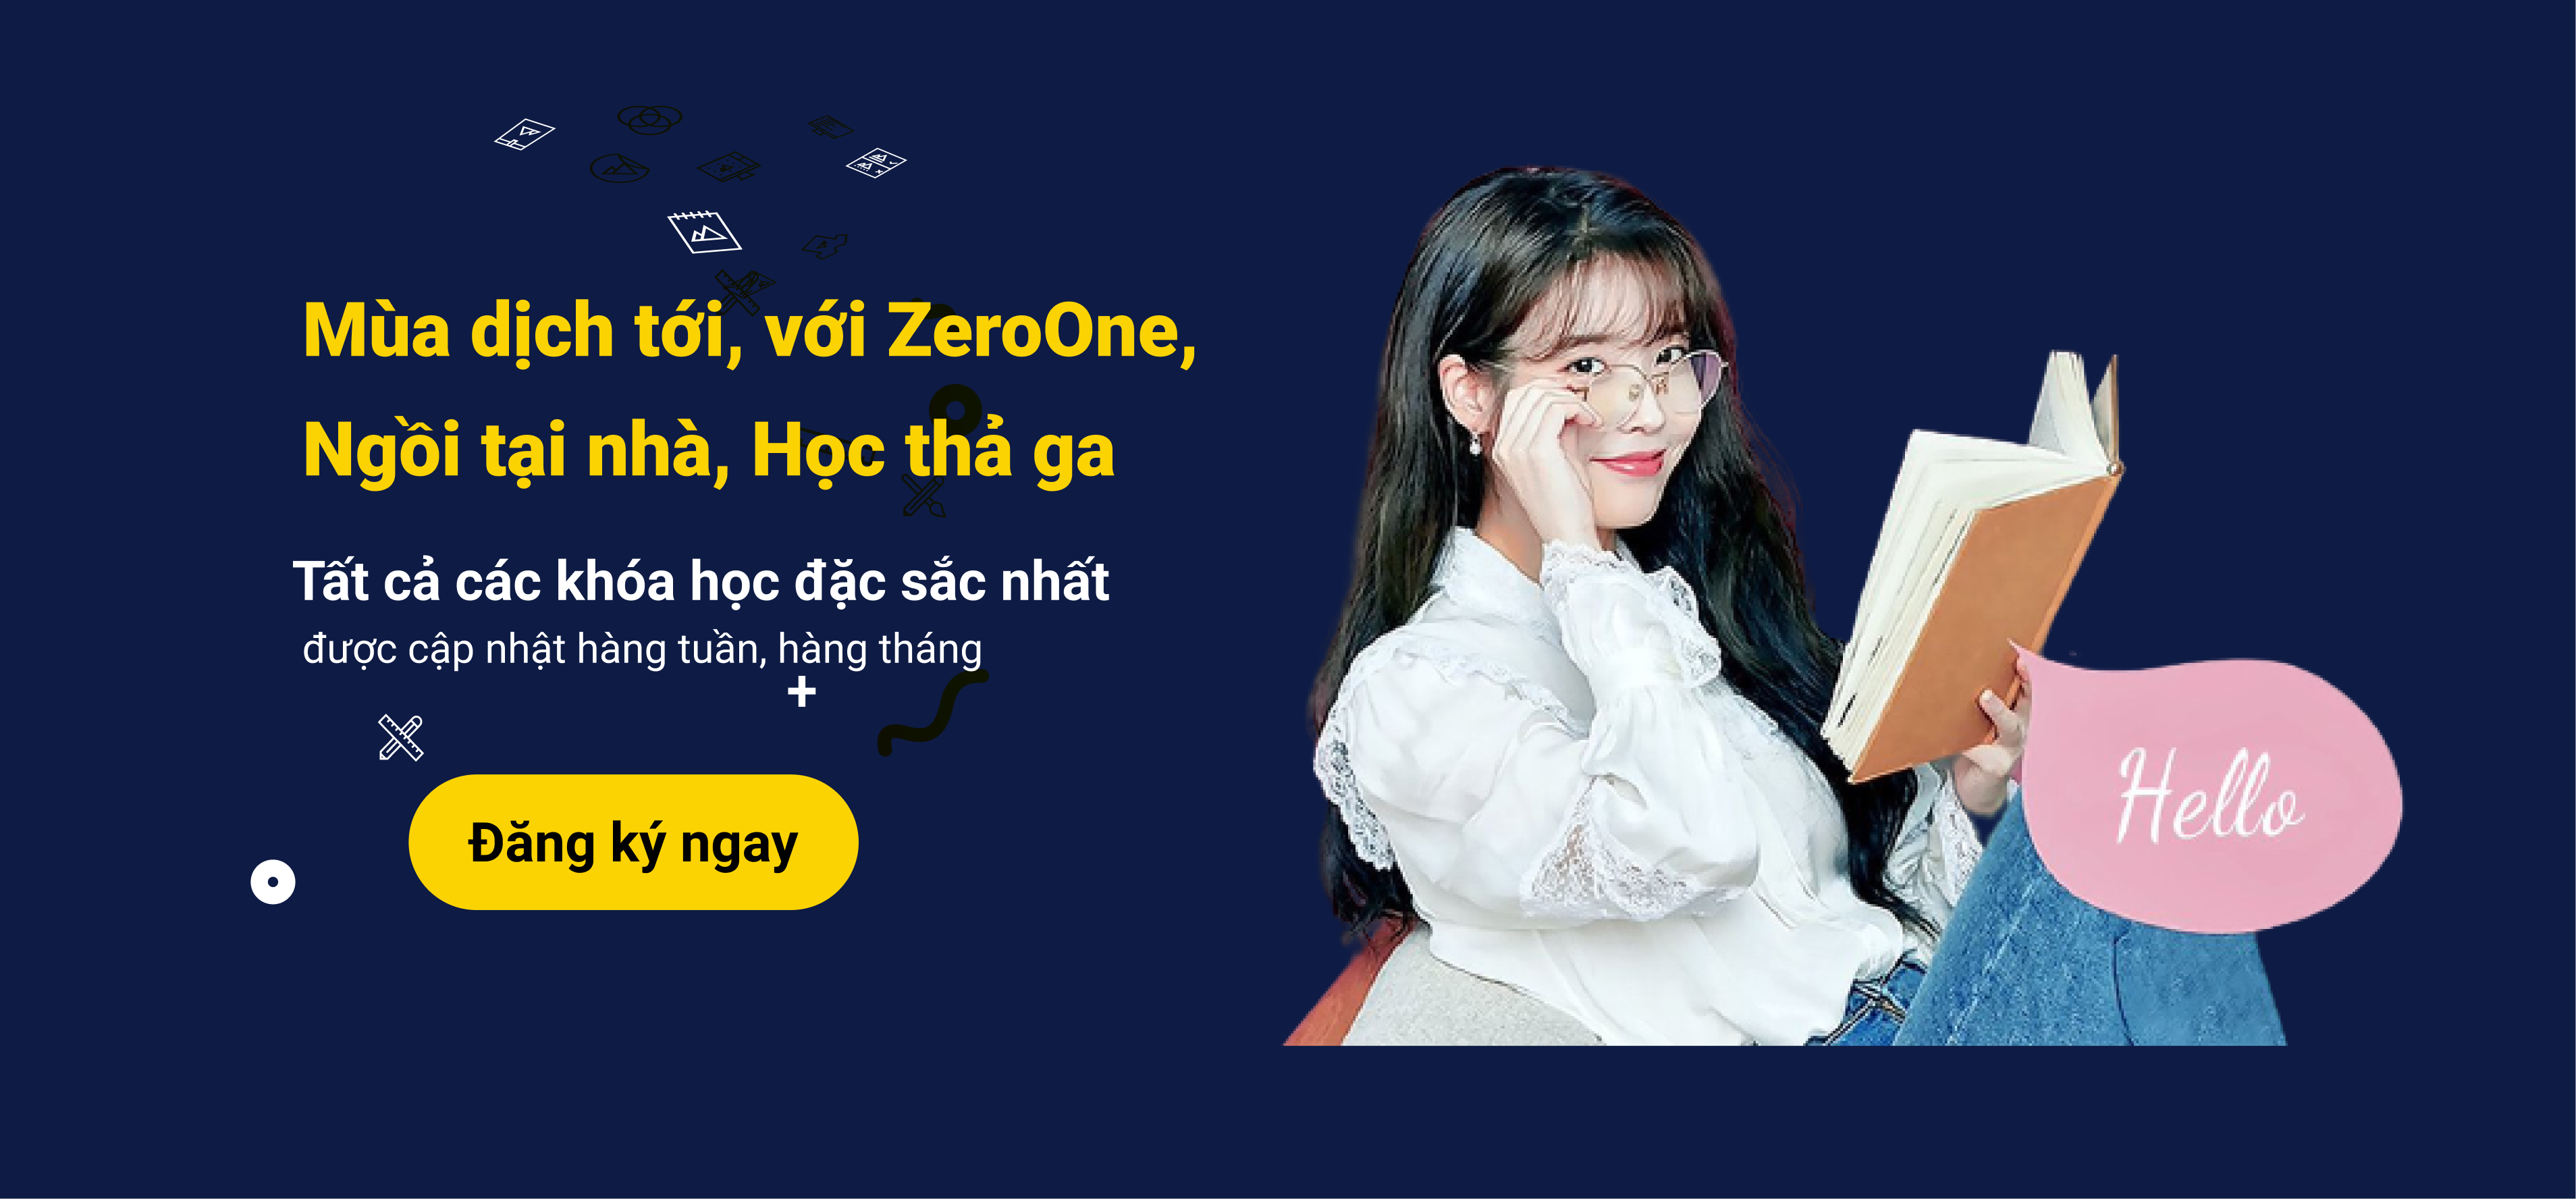 Mùa dịch tới, với ZeroOne,
Ngồi tại nhà, Học thả ga
Tất cả các khóa học đặc sắc nhất
được cập nhật hàng tuần, hàng tháng
Đăng ký ngay
Hello